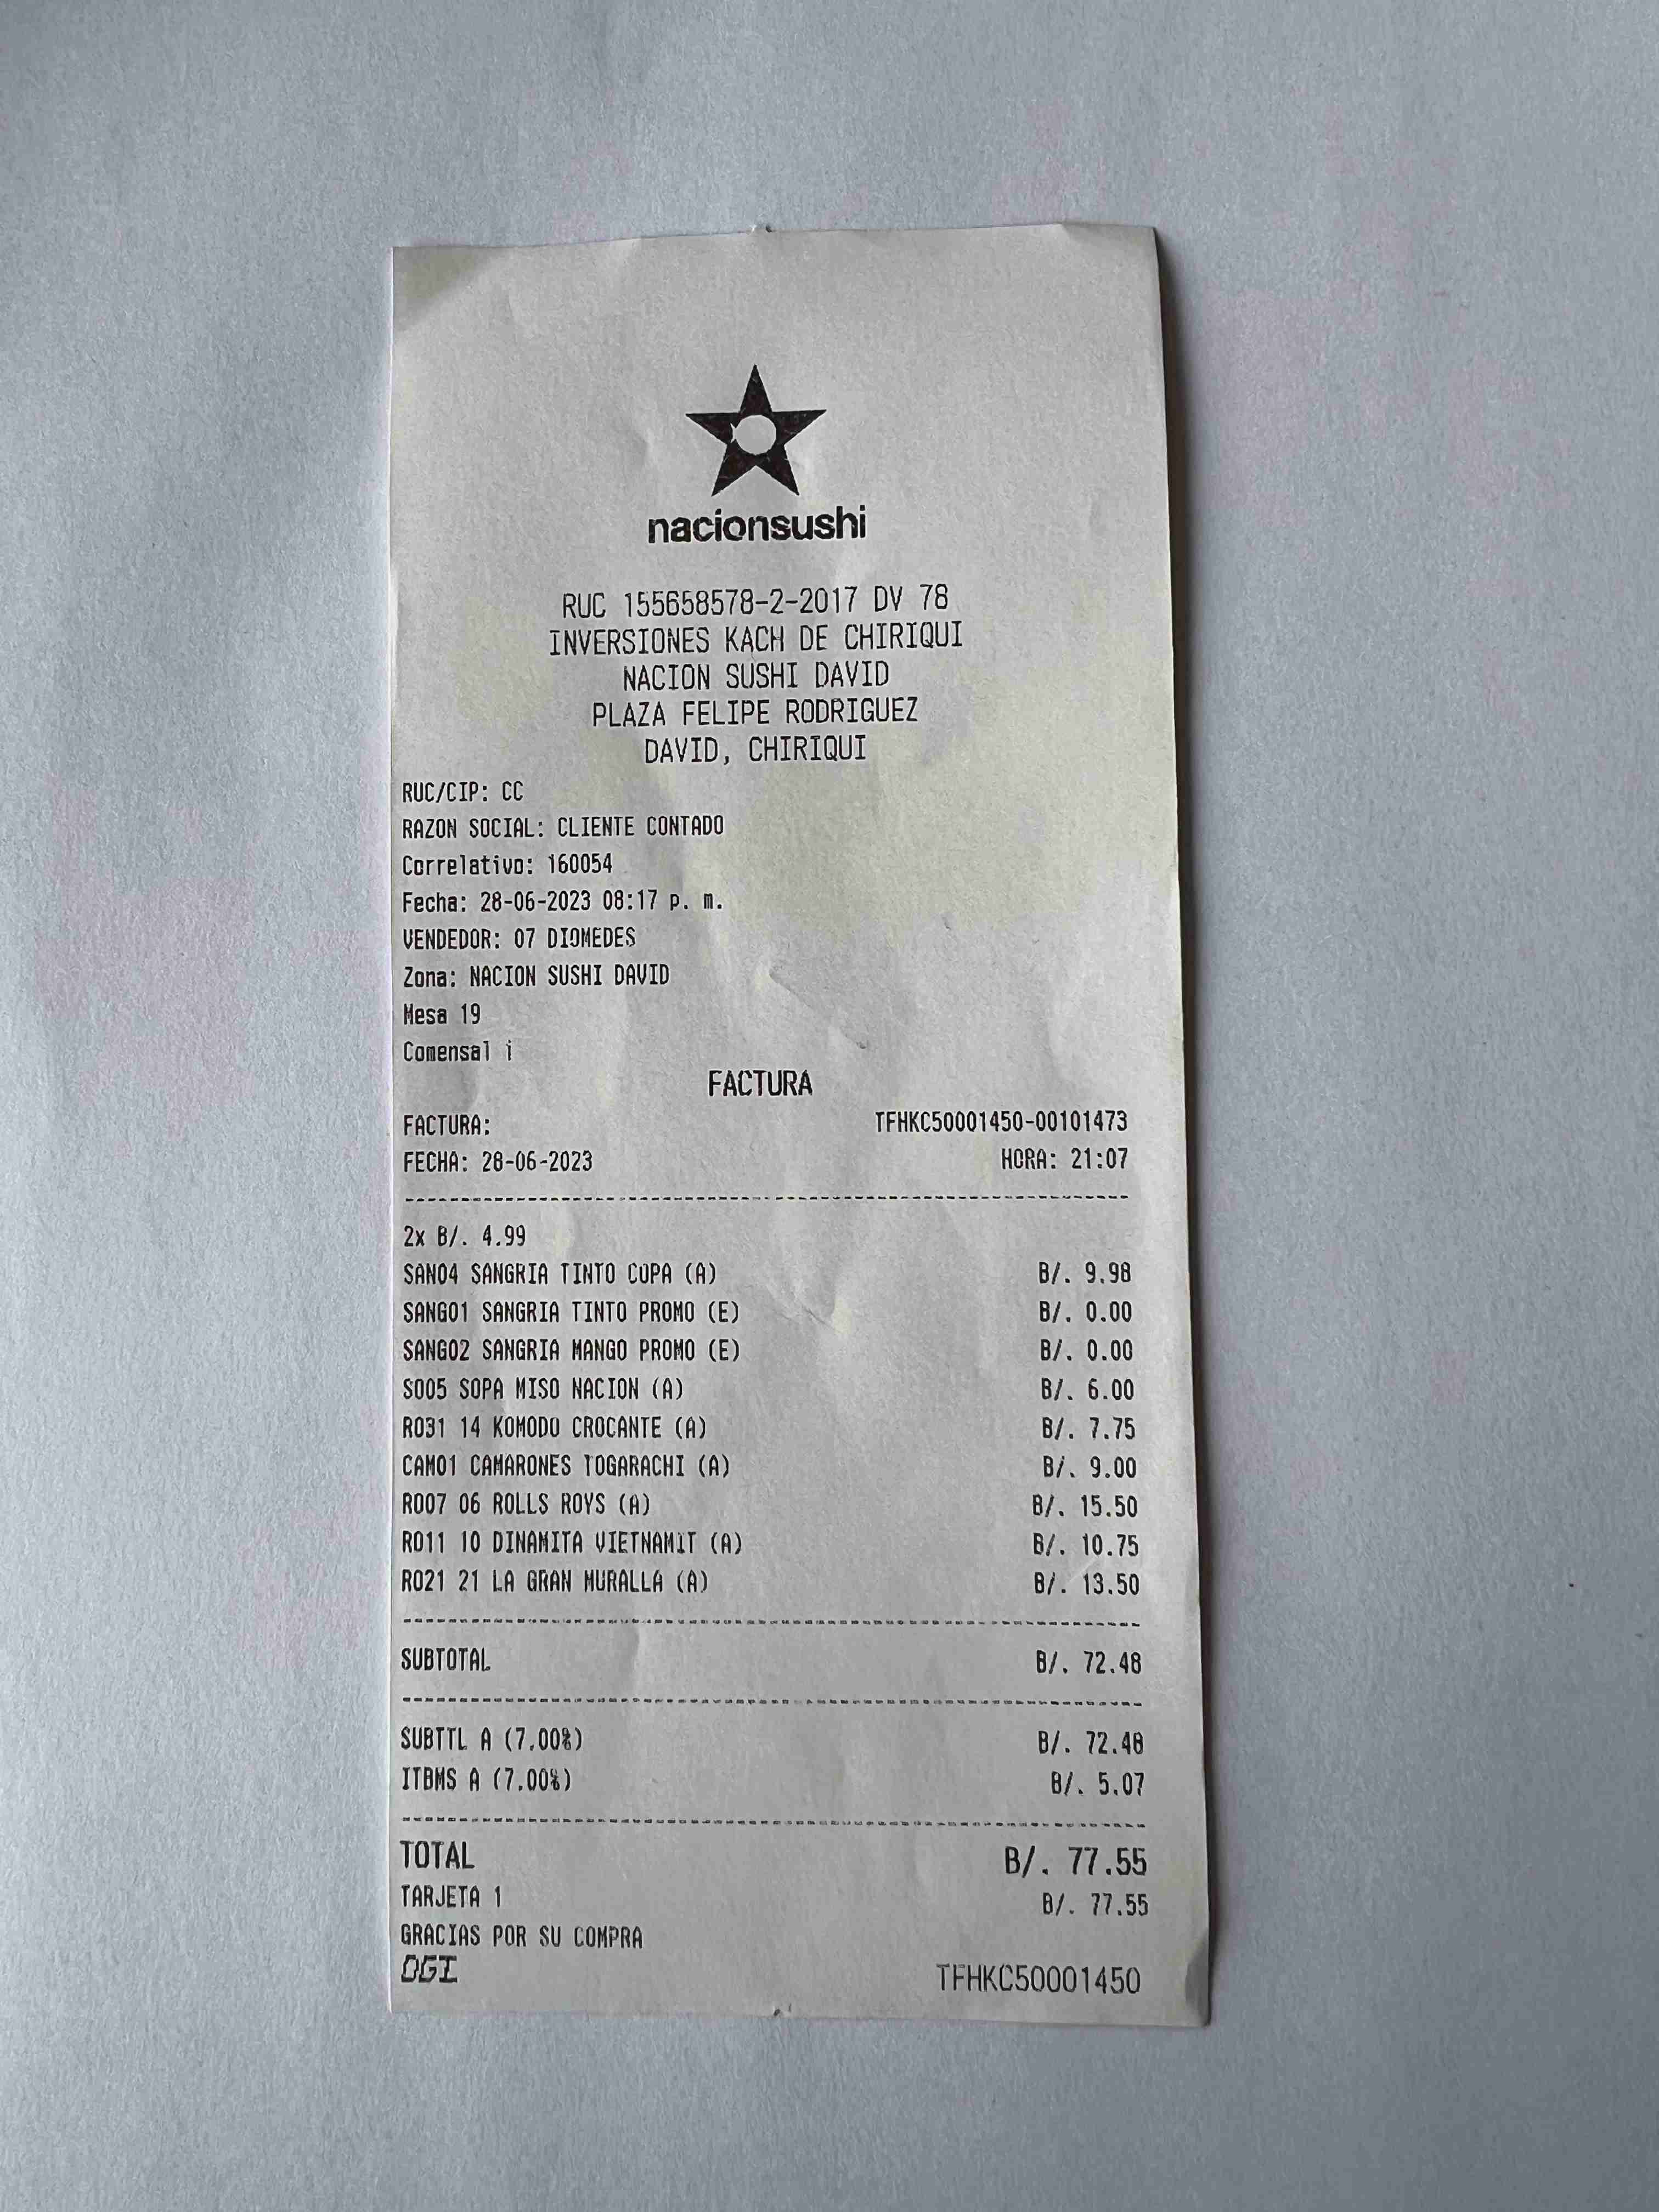 nacionsushi
RUC 155658578-2-2017 DV 78
INVERSIONES KACH DE CHIRIQUI
NACION SUSHI DAVID
PLAZA FELIPE RODRIGUEZ
DAVID, CHIRIQUI
RUC/CIP: CC
RAZON SOCIAL: CLIENTE CONTADO
Correlativo: 160054
Fecha: 28-06-2023 08:17 p. m.
VENDEDOR: 07 DIOMEDES
Zona: NACION SUSHI DAVID
Mesa 19
Comensal i
FACTURA
FACTURA: TFHKC50001450-00101473
FECHA: 28-06-2023 HORA: 21:07
2x B/. 4.99
SAN04 SANGRIA TINTO COPA (A) B/. 9.98
SANG01 SANGRIA TINTO PROMO (E) B/. 0.00
SANG02 SANGRIA MANGO PROMO (E) B/. 0.00
SO05 SOPA MISO NACION (A) B/. 6.00
RO31 14 KOMODO CROCANTE (A) B/. 7.75
CAM01 CAMARONES TOGARACHI (A) B/. 9.00
RO07 06 ROLLS ROYS (A) B/. 15.50
RO11 10 DINAMITA VIETNAMIT (A) B/. 10.75
RO21 21 LA GRAN MURALLA (A) B/. 13.50
SUBTOTAL B/. 72.48
SUBTTL A (7.00%) B/. 72.48
ITBMS A (7.00%) B/. 5.07
TOTAL B/. 77.55
TARJETA 1 B/. 77.55
GRACIAS POR SU COMPRA
DGI TFHKC50001450